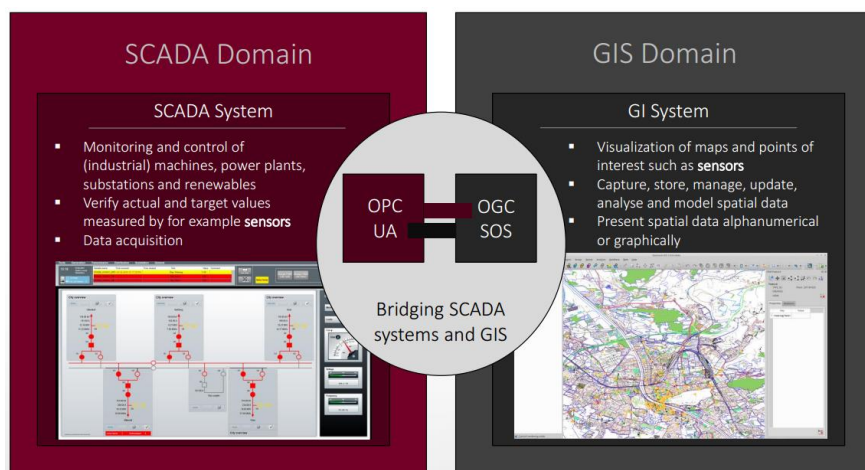 SCADA Domain
SCADA System
▪ Monitoring and control of
(industrial) machines, power plants,
substations and renewables
▪ Verify actual and target values
measured by for example sensors
▪ Data acquisition
OPC
UA
OGC
SOS
Bridging SCADA
systems and GIS
GIS Domain
GI System
▪ Visualization of maps and points of
interest such as sensors
▪ Capture, store, manage, update,
analyse and model spatial data
▪ Present spatial data alphanumerical
or graphically